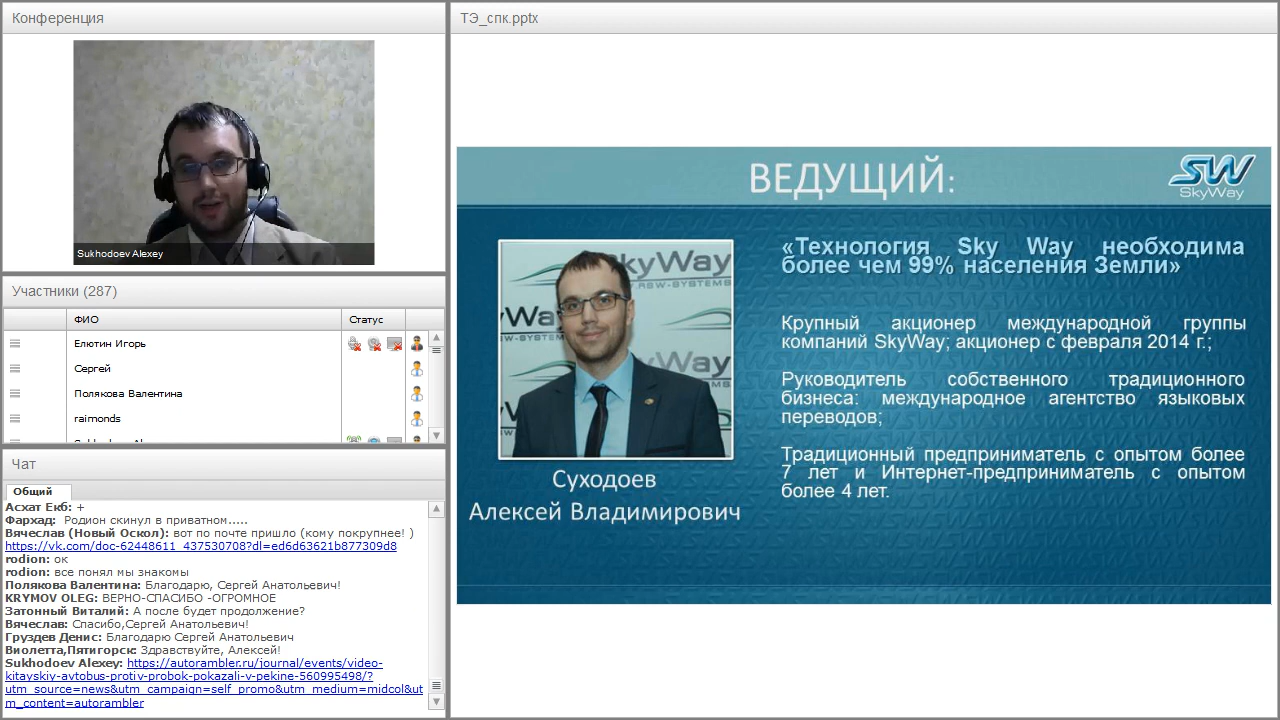 Конференция
Sukhodoev Alexey
Участники (287)
ФИО Статус
Елютин Игорь
Сергей
Полякова Валентина
raimonds
Чат
Общий
Асхат Екб: +
Фархад: Родион скинул в приватном.....
Вячеслав (Новый Оскол): вот по почте пришло (кому покрупнее! )
https://vk.com/doc-62448611_437530708?dl=ed6d63621b877309d8
rodion: ок
rodion: все понял мы знакомы
Полякова Валентина: Благодарю, Сергей Анатольевич!
KRYMOV OLEG: ВЕРНО-СПАСИБО -ОГРОМНОЕ
Затонный Виталий: А после будет продолжение?
Вячеслав: Спасибо,Сергей Анатольевич!
Груздев Денис: Благодарю Сергей Анатольевич
Виолетта,Пятигорск: Здравствуйте, Алексей!
Sukhodoev Alexey: https://autorambler.ru/journal/events/video-
kitayskiy-avtobus-protiv-probok-pokazali-v-pekine-560995498/?
utm_source=news&utm_campaign=self_promo&utm_medium=midcol&ut
m_content=autorambler
ТЭ_спк.pptx
ВЕДУЩИЙ:
SW
SkyWay
«Технология Sky Way необходима
более чем 99% населения Земли»
Крупный акционер международной группы
компаний SkyWay; акционер с февраля 2014 г.;
Руководитель собственного традиционного
бизнеса: международное агентство языковых
переводов;
Традиционный предприниматель с опытом более
7 лет и Интернет-предприниматель с опытом
более 4 лет.
SkyWay
.RSW-SYSTEMS
Суходоев
Алексей Владимирович